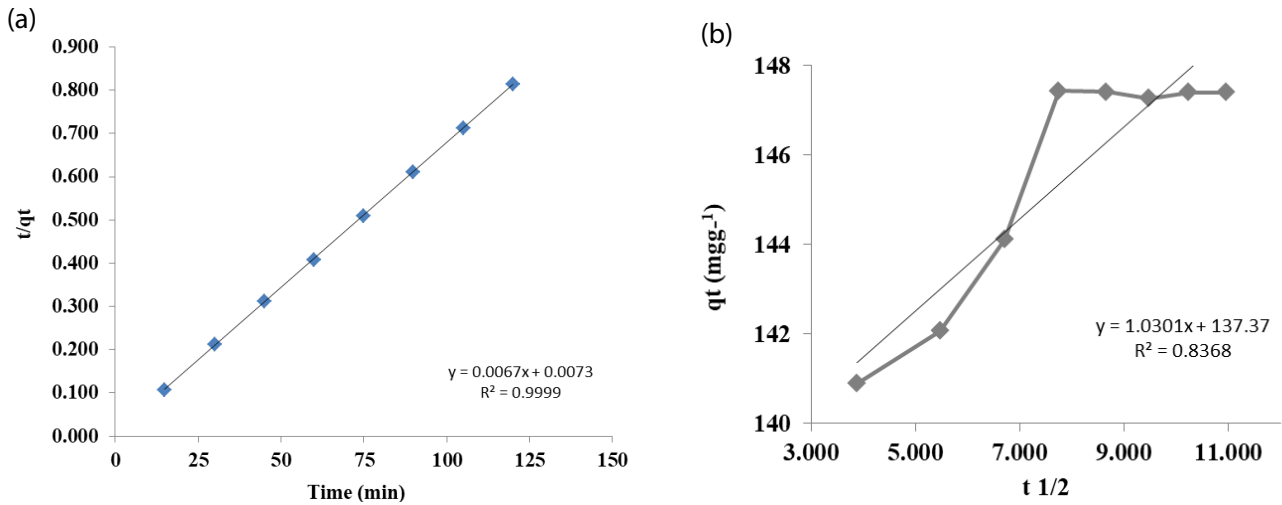 (a)
0.900
0.800
0.700
0.600
0.500
0.400
0.300
0.200
0.100
0.000
t/qt
0 25 50 75 100 125 150
Time (min)
y = 0.0067x + 0.0073
R² = 0.9999
(b)
148
146
144
142
140
qt (mgg-¹)
3.000 5.000 7.000 9.000 11.000
t 1/2
y = 1.0301x + 137.37
R² = 0.8368